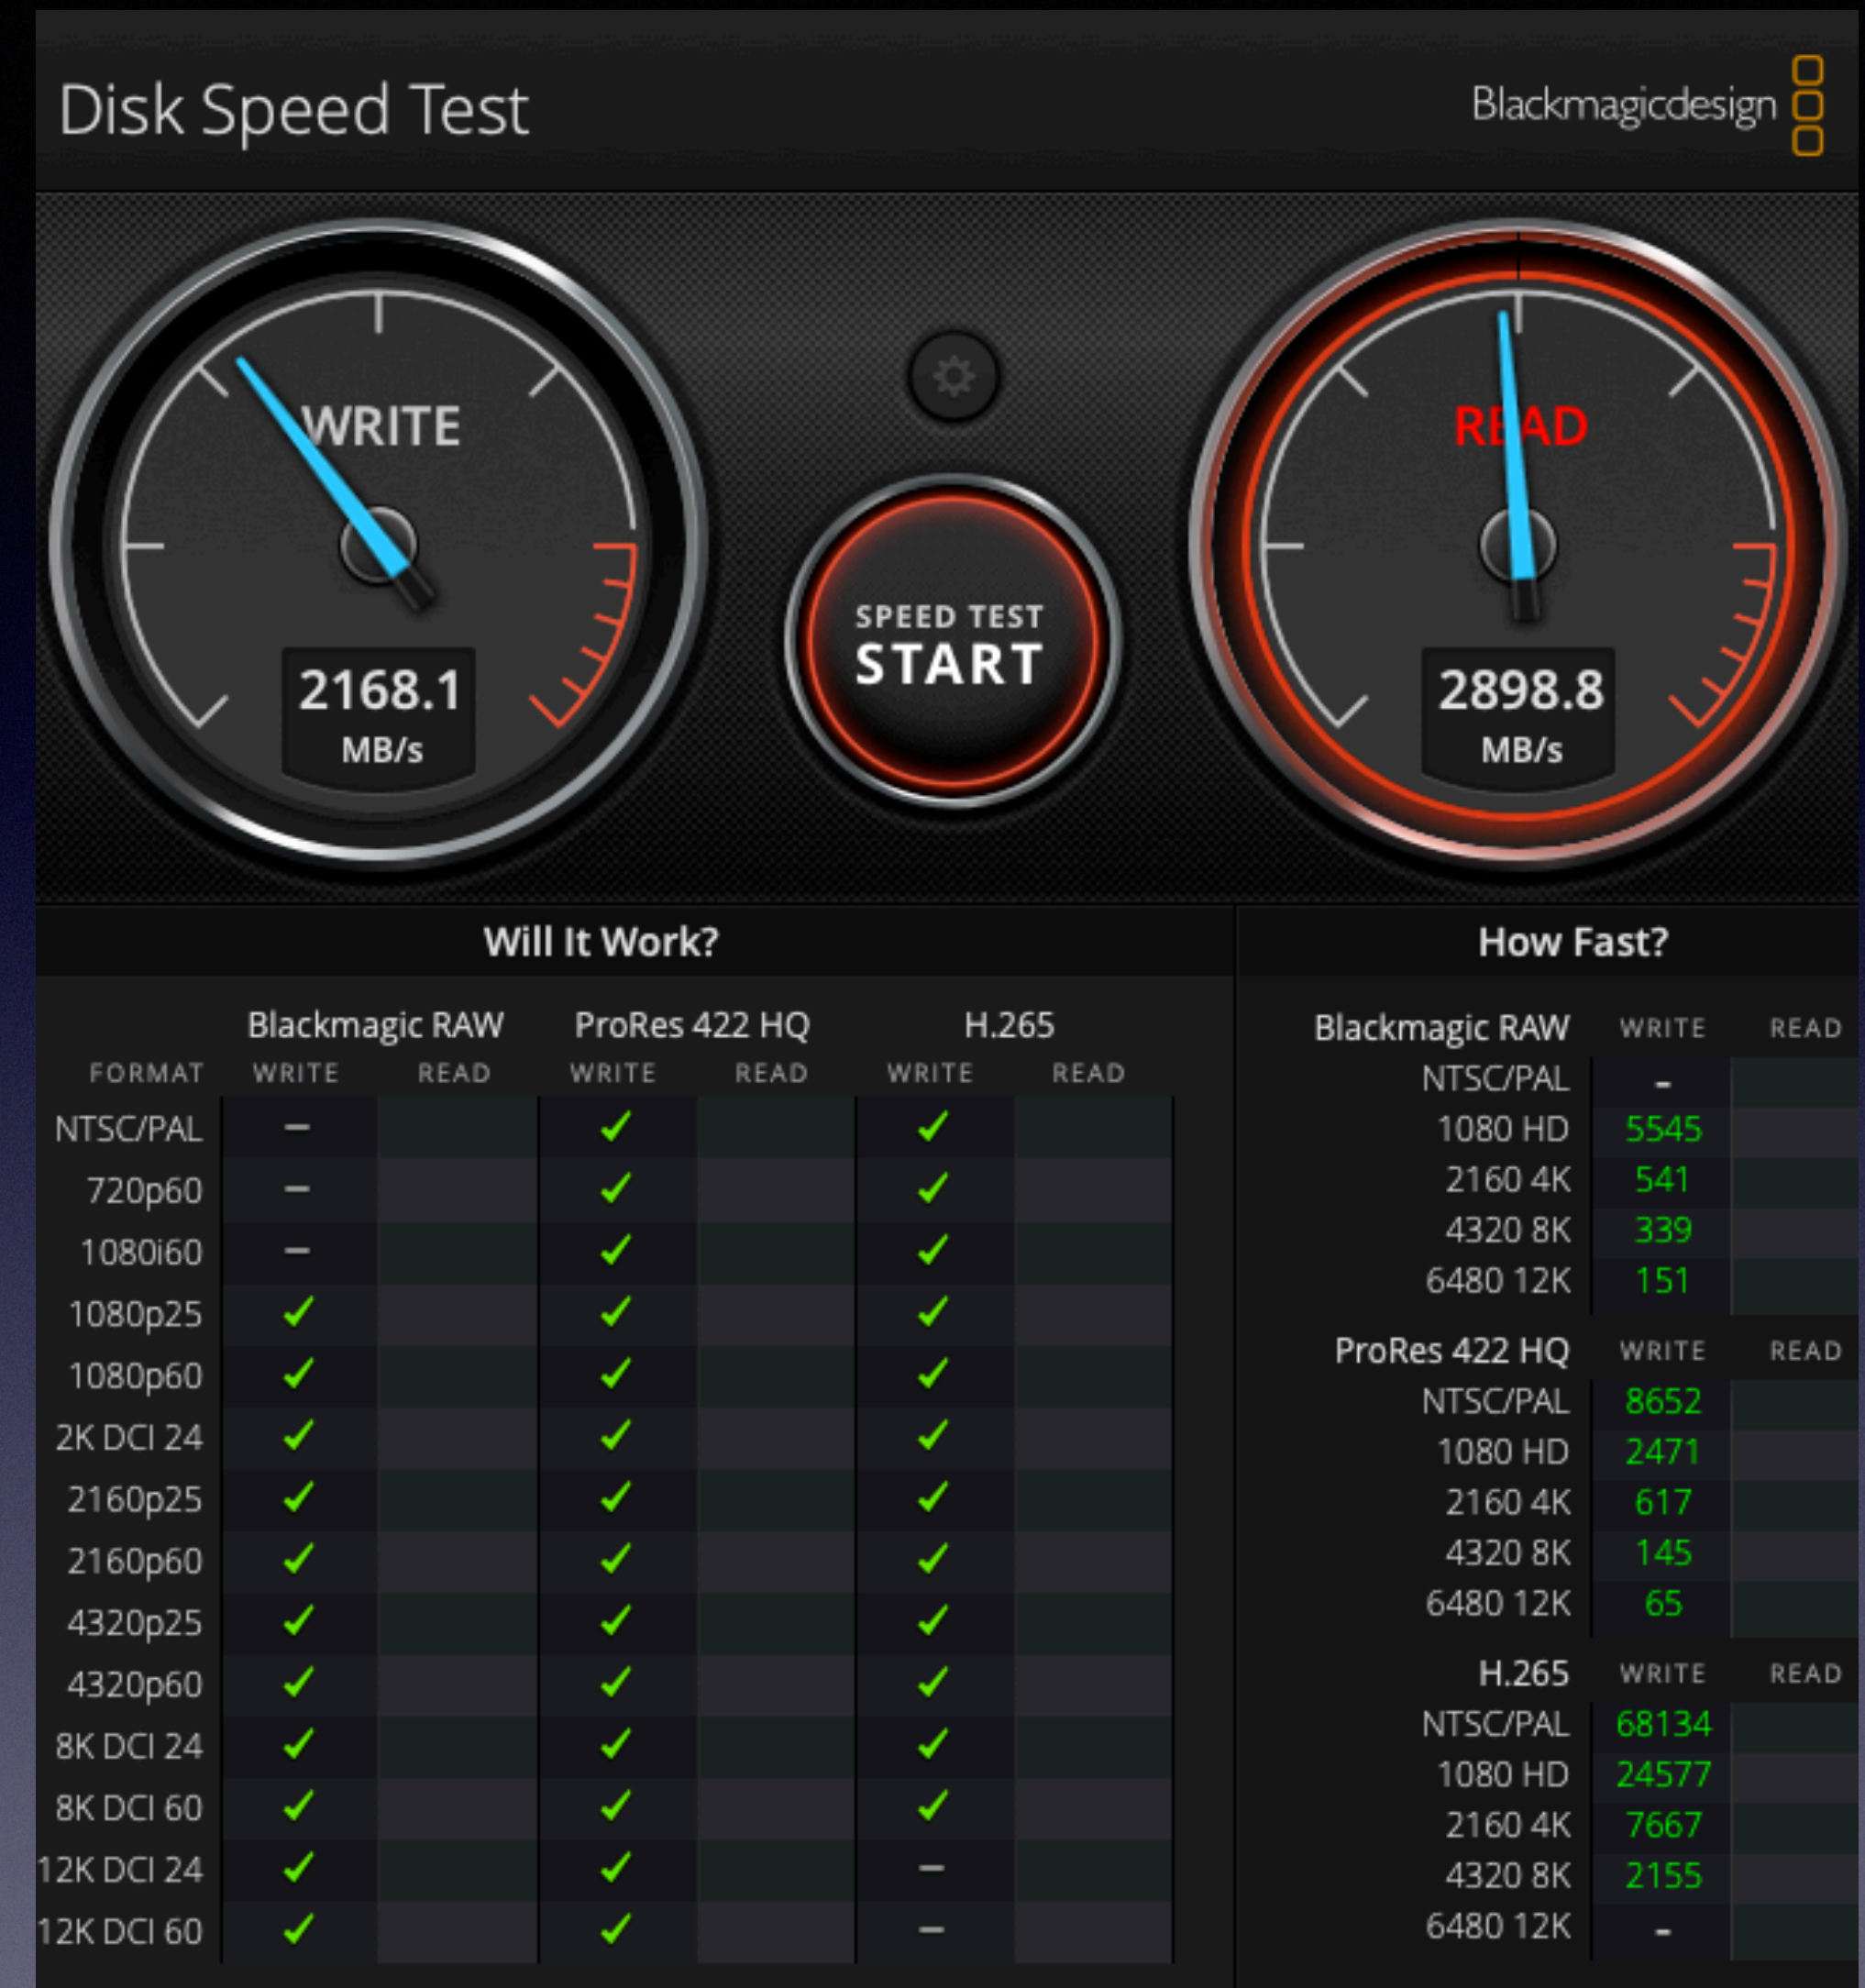 Disk Speed Test
Blackmagicdesign
WRITE
2168.1
MB/s
SPEED TEST
START
READ
2898.8
MB/s
Will It Work?
Blackmagic RAW ProRes 422 HQ H.265
FORMAT WRITE READ WRITE READ WRITE READ
NTSC/PAL – ✓ ✓
720p60 – ✓ ✓
1080i60 – ✓ ✓
1080p25 ✓ ✓ ✓
1080p60 ✓ ✓ ✓
2K DCI 24 ✓ ✓ ✓
2160p25 ✓ ✓ ✓
2160p60 ✓ ✓ ✓
4320p25 ✓ ✓ ✓
4320p60 ✓ ✓ ✓
8K DCI 24 ✓ ✓ ✓
8K DCI 60 ✓ ✓ ✓
12K DCI 24 ✓ ✓ –
12K DCI 60 ✓ ✓ –
How Fast?
Blackmagic RAW WRITE READ
NTSC/PAL -
1080 HD 5545
2160 4K 541
4320 8K 339
6480 12K 151
ProRes 422 HQ WRITE READ
NTSC/PAL 8652
1080 HD 2471
2160 4K 617
4320 8K 145
6480 12K 65
H.265 WRITE READ
NTSC/PAL 68134
1080 HD 24577
2160 4K 7667
4320 8K 2155
6480 12K -